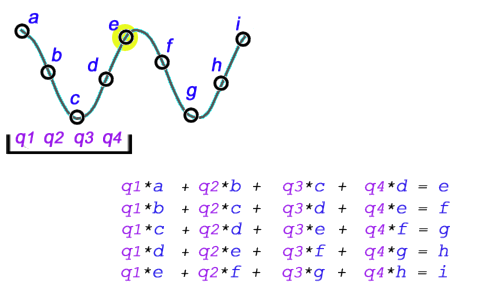 a
e
i
b
f
d
h
c
g
q1 q2 q3 q4
q1*a + q2*b + q3*c + q4*d = e
q1*b + q2*c + q3*d + q4*e = f
q1*c + q2*d + q3*e + q4*f = g
q1*d + q2*e + q3*f + q4*g = h
q1*e + q2*f + q3*g + q4*h = i